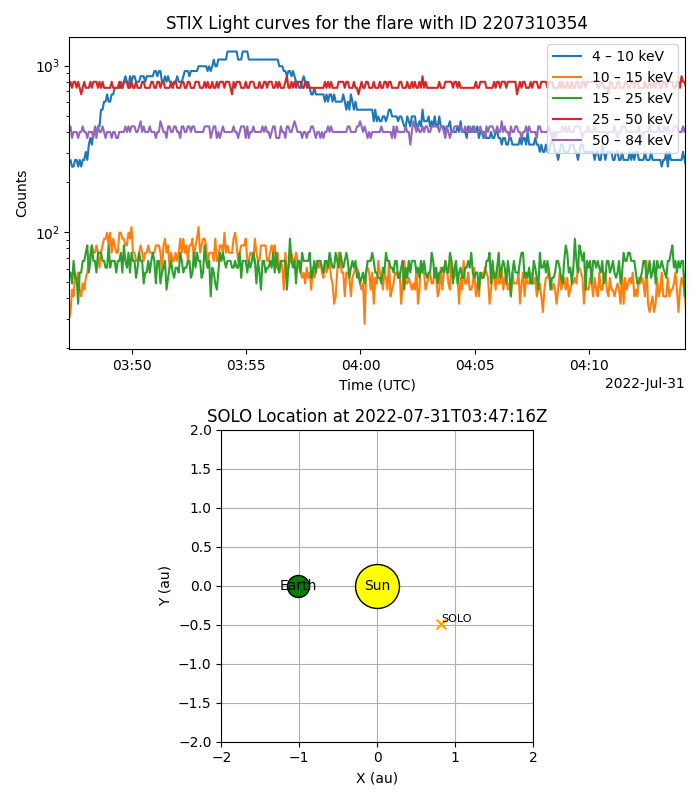 STIX Light curves for the flare with ID 2207310354
Counts
10³
10²
4 – 10 keV
10 – 15 keV
15 – 25 keV
25 – 50 keV
50 – 84 keV
03:50 03:55 04:00 04:05 04:10
Time (UTC)
2022-Jul-31
SOLO Location at 2022-07-31T03:47:16Z
Y (au)
2.0
1.5
1.0
0.5
0.0
−0.5
−1.0
−1.5
−2.0
Earth
Sun
SOLO
−2 −1 0 1 2
X (au)